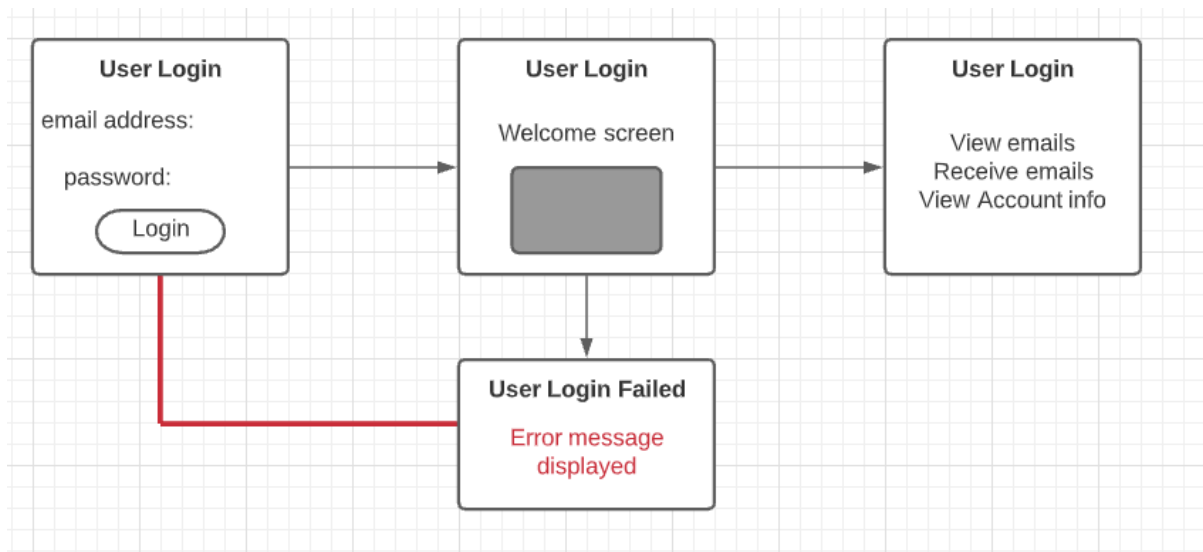 User Login
email address:
password:
Login
User Login
Welcome screen
User Login
View emails
Receive emails
View Account info
User Login Failed
Error message
displayed